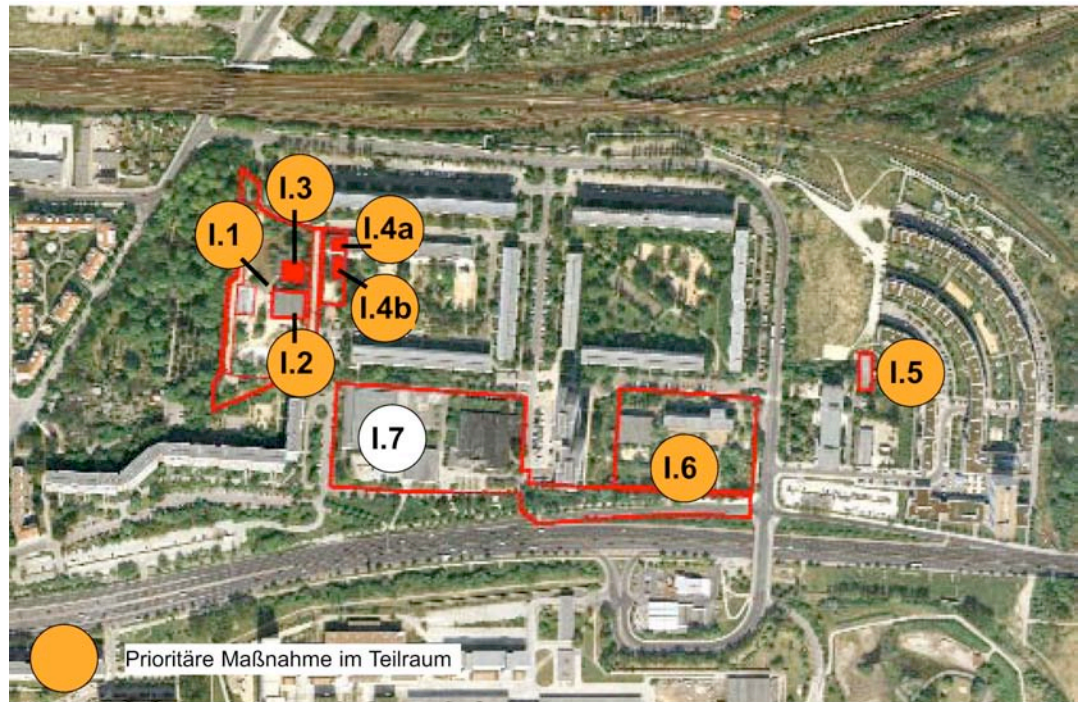 I.3
I.1
I.4a
I.4b
I.2
I.5
I.7
I.6
Prioritäre Maßnahme im Teilraum